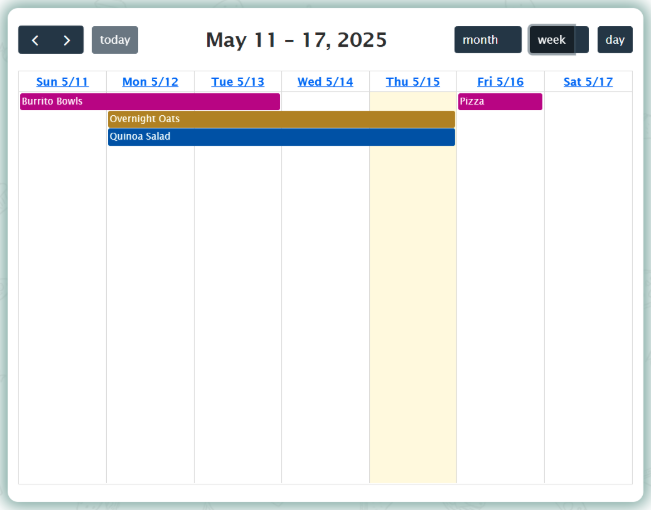 today
May 11 – 17, 2025
month
week
day
Sun 5/11
Mon 5/12
Tue 5/13
Wed 5/14
Thu 5/15
Fri 5/16
Sat 5/17
Burrito Bowls
Pizza
Overnight Oats
Quinoa Salad